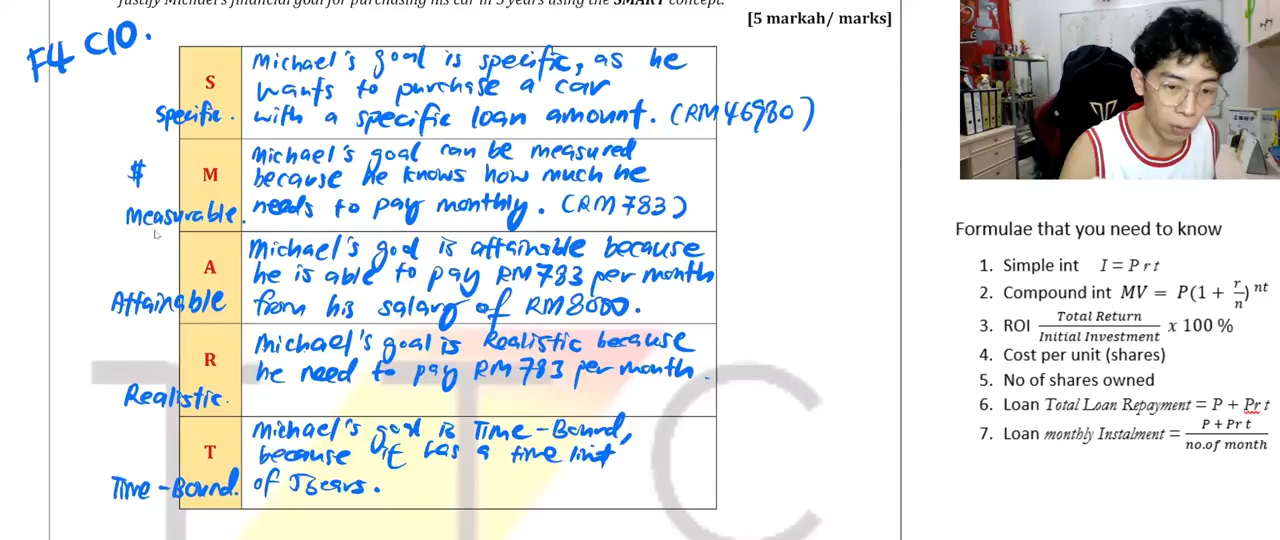 Justify Michael's financial goal for purchasing his car in 5 years using the SMART concept.
[5 markah/ marks]
F4 C10.
S
Specific.
Michael's goal is specific, as he
wants to purchase a car
with a specific loan amount. (RM46980)
$
M
Measurable.
Michael's goal can be measured
because he knows how much he
needs to pay monthly. (RM783)
A
Attainable
Michael's goal is attainable because
he is able to pay RM783 per month
from his salary of RM8000.
R
Realistic.
Michael's goal is Realistic because
he need to pay RM783 per month.
T
Time-Bound.
Michael's goal is Time-Bound,
because it has a time limit
of 5years.
Formulae that you need to know
1. Simple int I = P r t
2. Compound int MV = P(1 + r/n)^nt
3. ROI Total Return/Initial Investment x 100 %
4. Cost per unit (shares)
5. No of shares owned
6. Loan Total Loan Repayment = P + Pr t
7. Loan monthly Instalment = P + Pr t/no.of month
TTC